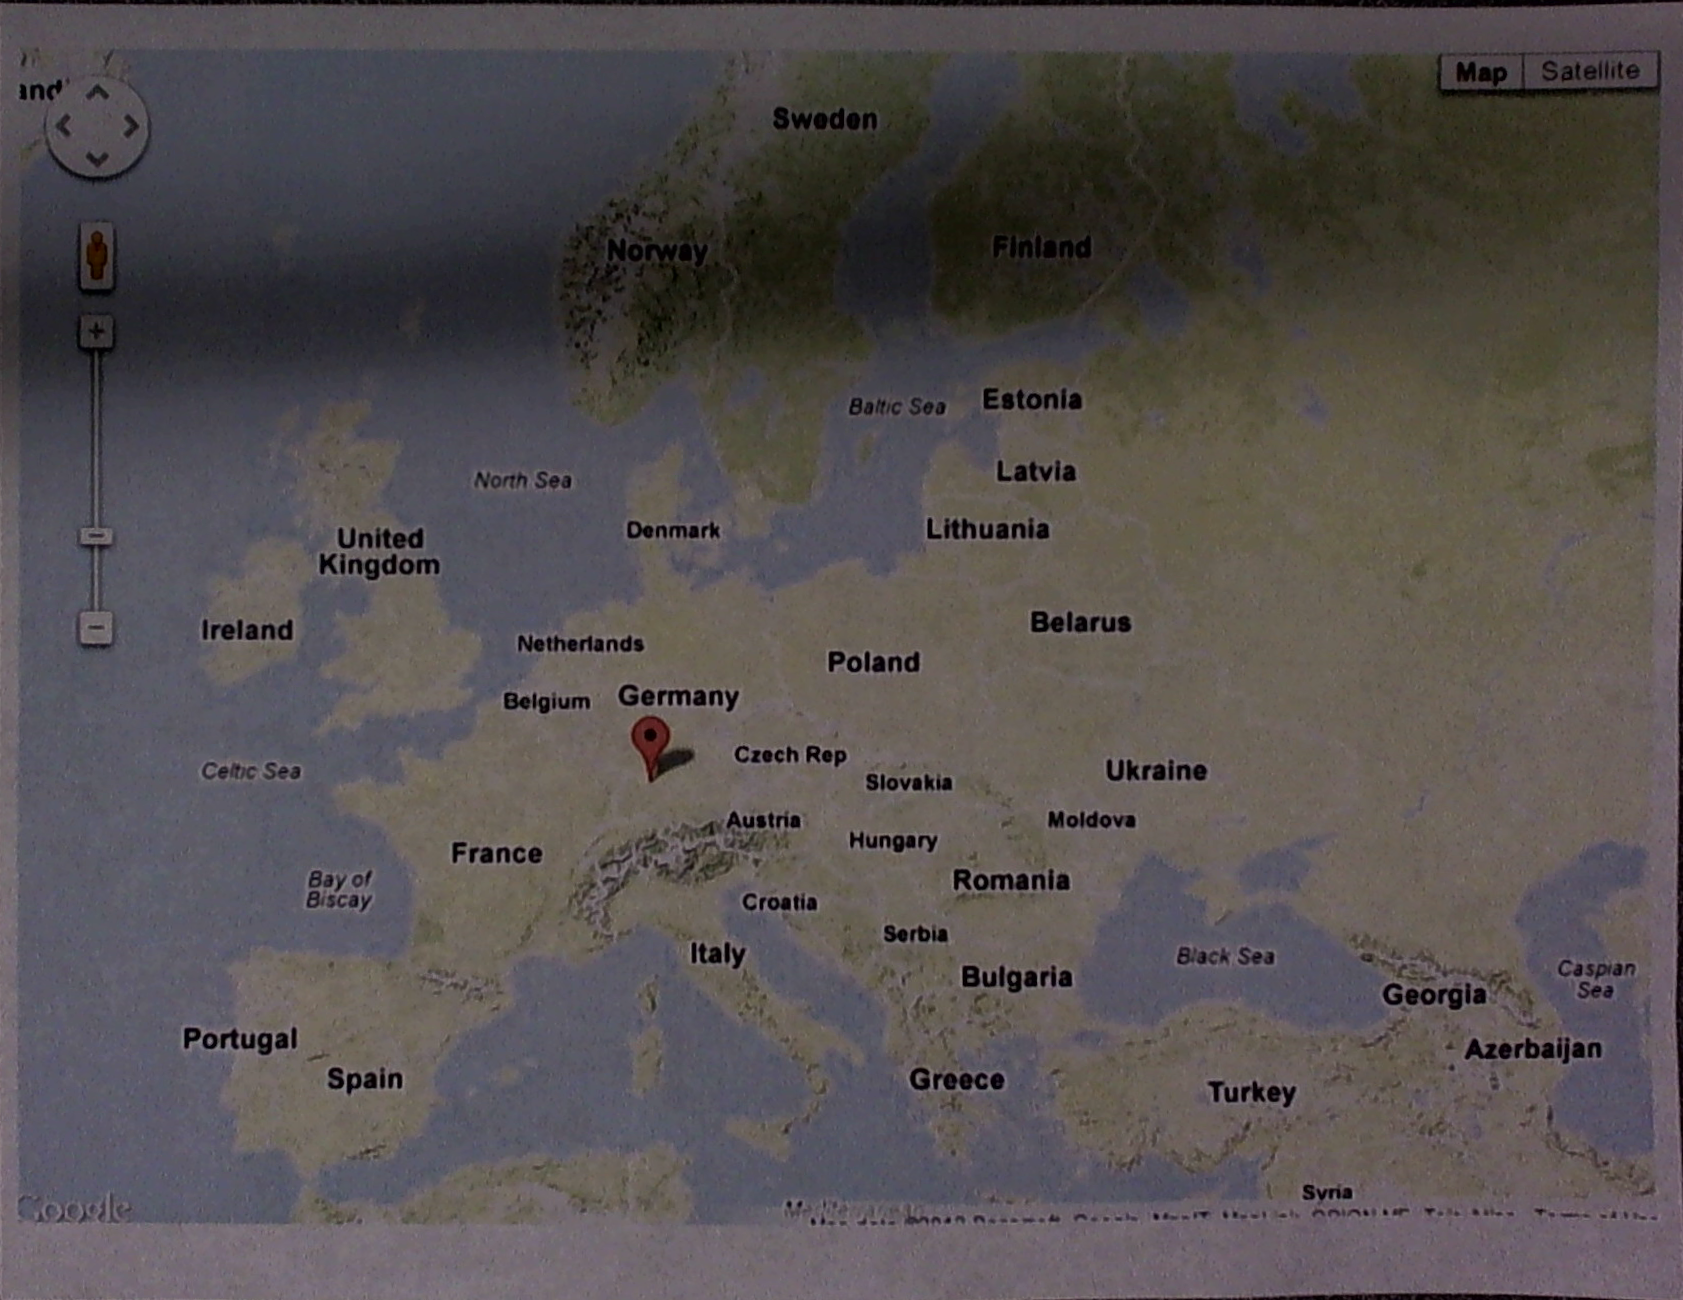 and
Map
Satellite
Sweden
Norway
Finland
Baltic Sea
Estonia
North Sea
Latvia
Denmark
Lithuania
United
Kingdom
Ireland
Netherlands
Belarus
Poland
Belgium
Germany
Czech Rep
Celtic Sea
Slovakia
Ukraine
Austria
Moldova
Hungary
France
Bay of
Biscay
Romania
Croatia
Serbia
Italy
Black Sea
Bulgaria
Caspian
Sea
Georgia
Portugal
Azerbaijan
Spain
Greece
Turkey
Syria
Google